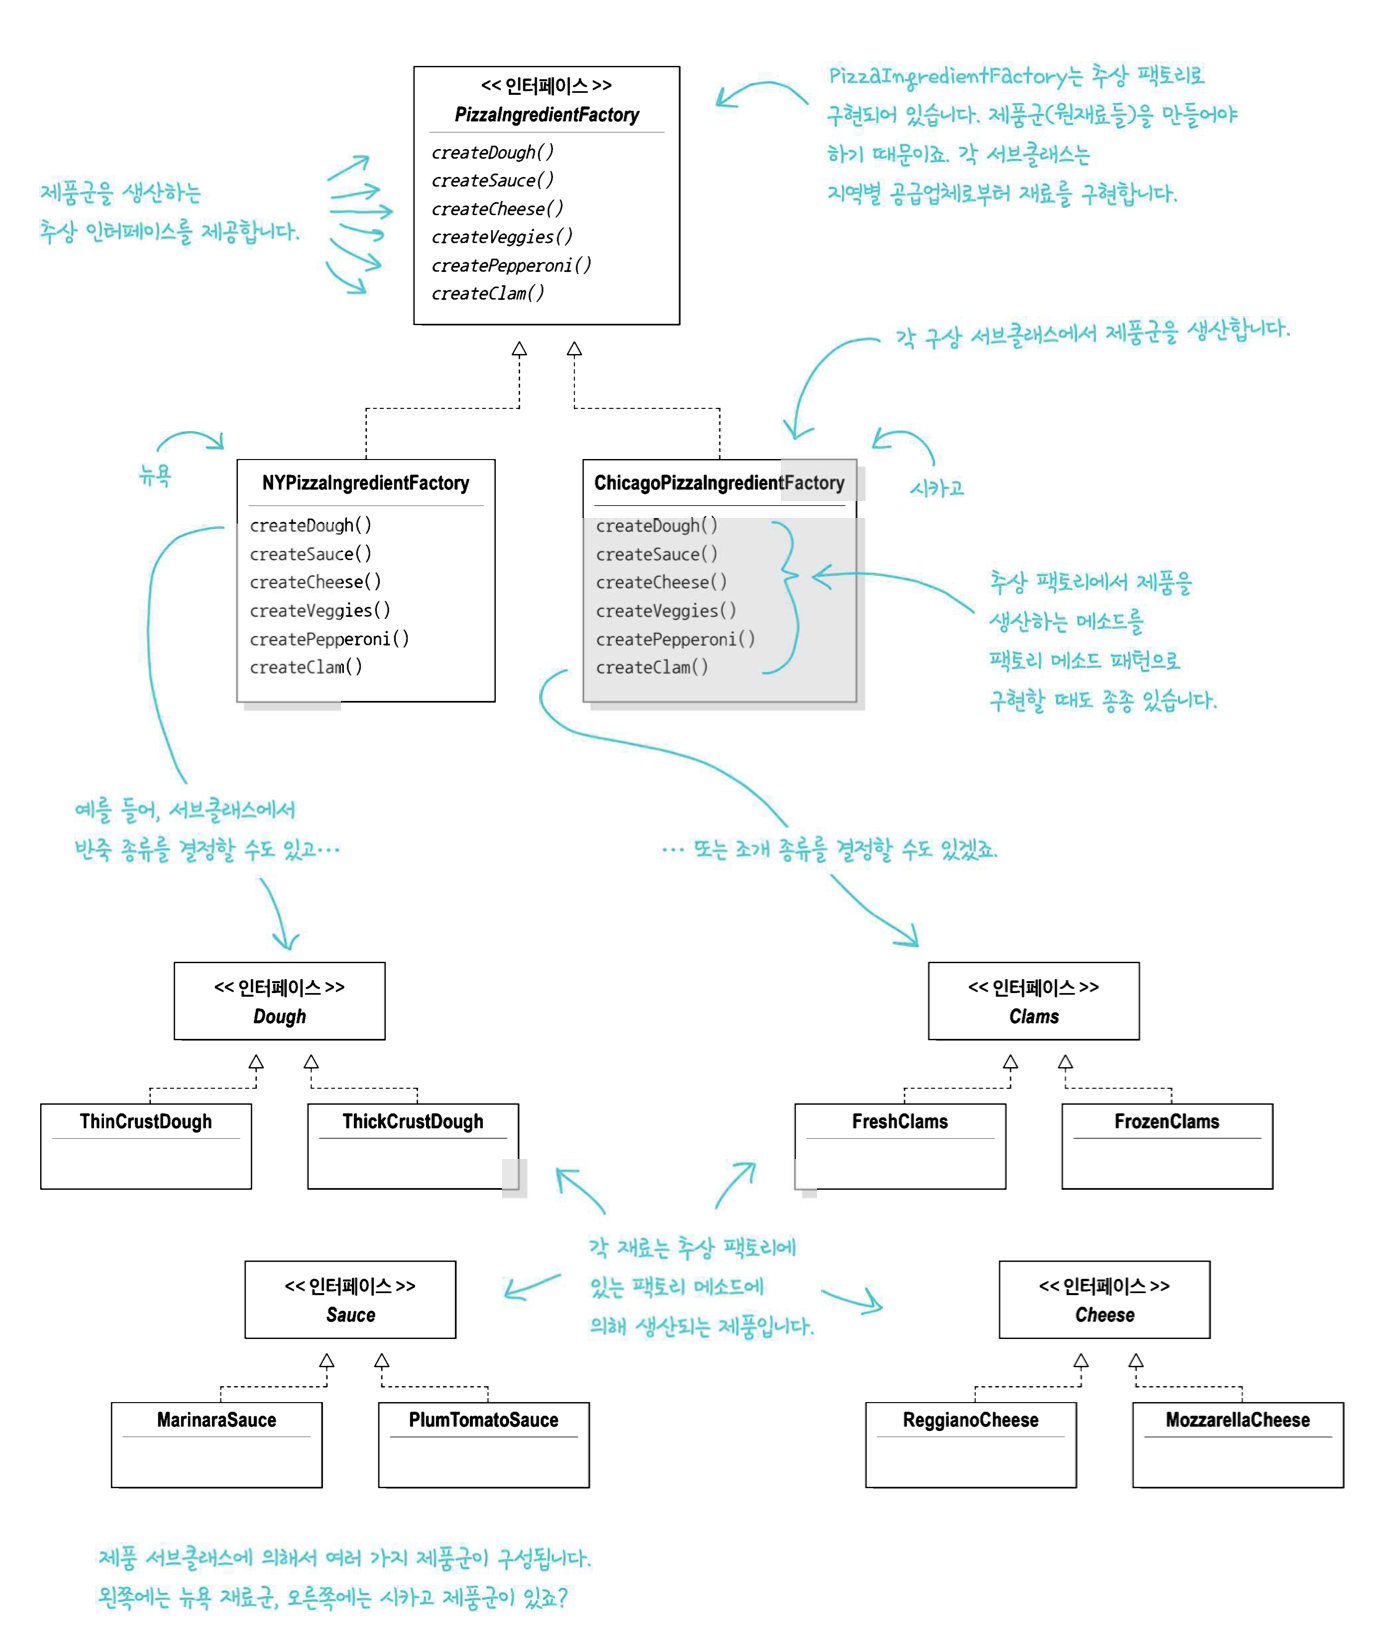 << 인터페이스 >>
PizzaIngredientFactory
createDough()
createSauce()
createCheese()
createVeggies()
createPepperoni()
createClam()
PizzaIngredientFactory는 추상 팩토리로
구현되어 있습니다. 제품군(원재료들)을 만들어야
하기 때문이죠. 각 서브클래스는
지역별 공급업체로부터 재료를 구현합니다.
제품군을 생산하는
추상 인터페이스를 제공합니다.
각 구상 서브클래스에서 제품군을 생산합니다.
뉴욕
NYPizzaIngredientFactory
createDough()
createSauce()
createCheese()
createVeggies()
createPepperoni()
createClam()
ChicagoPizzaIngredientFactory
createDough()
createSauce()
createCheese()
createVeggies()
createPepperoni()
createClam()
시카고
추상 팩토리에서 제품을
생산하는 메소드를
팩토리 메소드 패턴으로
구현할 때도 종종 있습니다.
예를 들어, 서브클래스에서
반죽 종류를 결정할 수도 있고…
… 또는 조개 종류를 결정할 수도 있겠죠.
<< 인터페이스 >>
Dough
ThinCrustDough
ThickCrustDough
<< 인터페이스 >>
Clams
FreshClams
FrozenClams
각 재료는 추상 팩토리에
있는 팩토리 메소드에
의해 생산되는 제품입니다.
<< 인터페이스 >>
Sauce
MarinaraSauce
PlumTomatoSauce
<< 인터페이스 >>
Cheese
ReggianoCheese
MozzarellaCheese
제품 서브클래스에 의해서 여러 가지 제품군이 구성됩니다.
왼쪽에는 뉴욕 재료군, 오른쪽에는 시카고 제품군이 있죠?